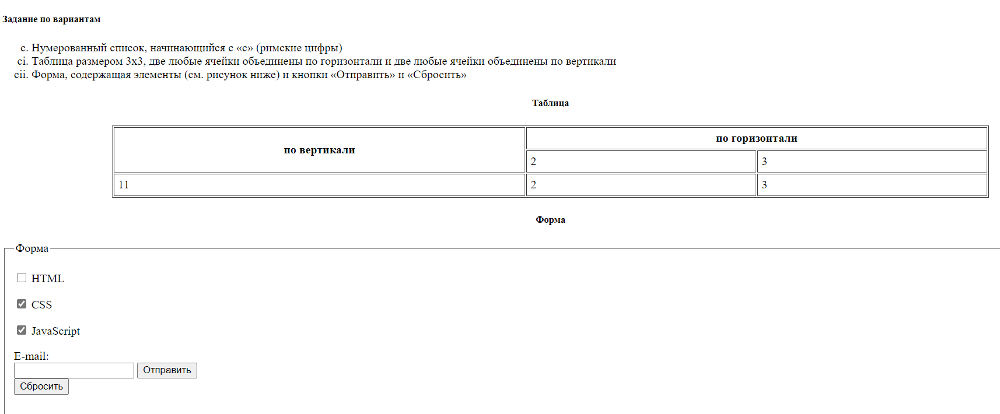 Задание по вариантам
c. Нумерованный список, начинающийся с «c» (римские цифры)
ci. Таблица размером 3x3, две любые ячейки объединены по горизонтали и две любые ячейки объединены по вертикали
cii. Форма, содержащая элементы (см. рисунок ниже) и кнопки «Отправить» и «Сбросить»
Таблица
по вертикали
по горизонтали
2 3
11 2 3
Форма
Форма
HTML
CSS
JavaScript
E-mail:
Отправить
Сбросить